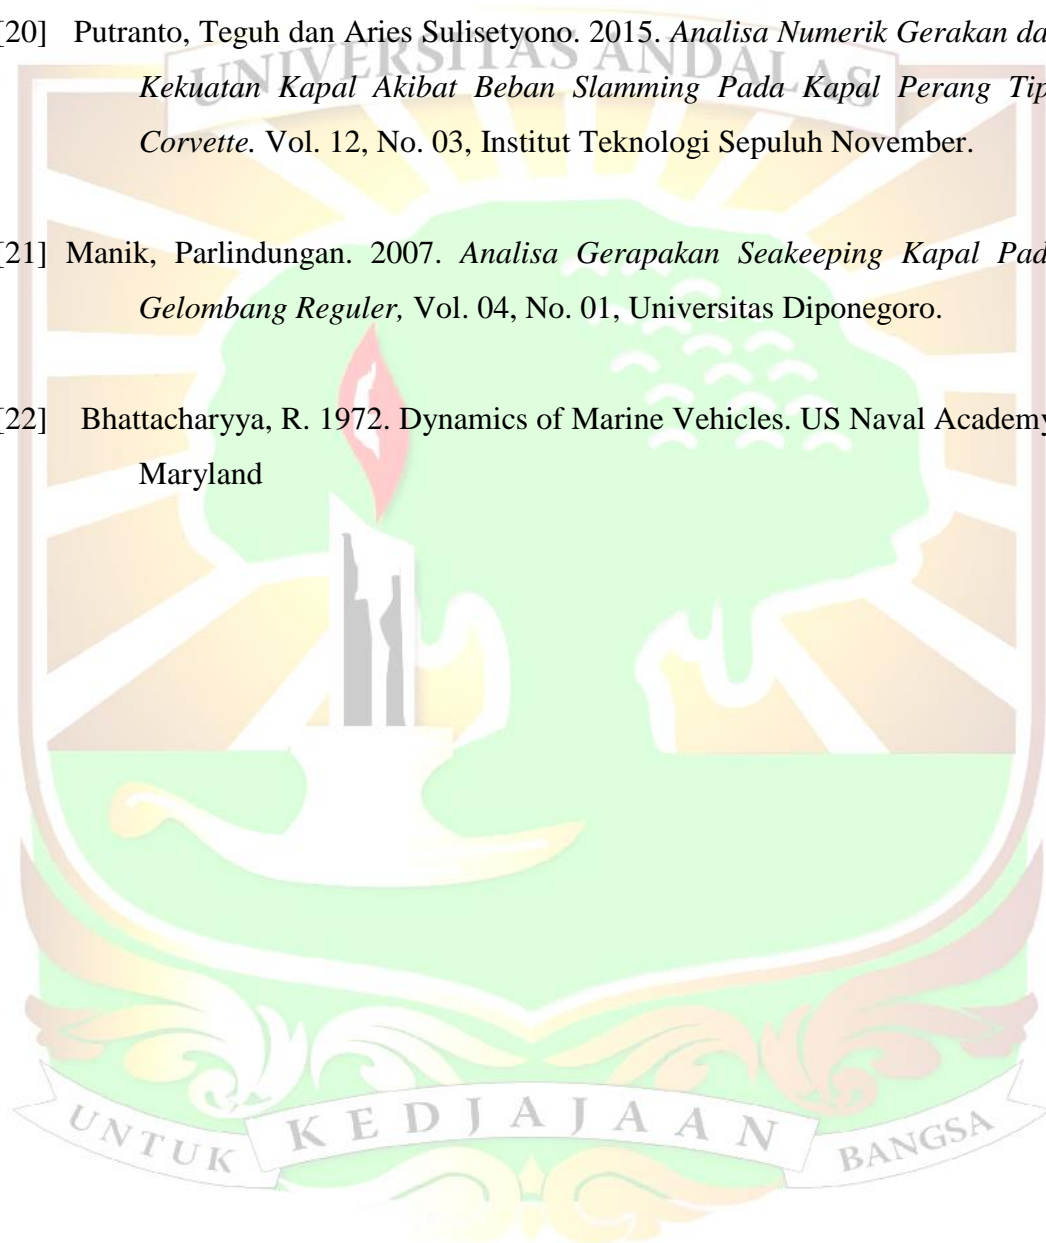 [20] Putranto, Teguh dan Aries Sulisetyono. 2015. Analisa Numerik Gerakan da
UNIVERSITAS ANDALAS
Kekuatan Kapal Akibat Beban Slamming Pada Kapal Perang Tip
Corvette. Vol. 12, No. 03, Institut Teknologi Sepuluh November.
[21] Manik, Parlindungan. 2007. Analisa Gerapakan Seakeeping Kapal Pad
Gelombang Reguler, Vol. 04, No. 01, Universitas Diponegoro.
[22] Bhattacharyya, R. 1972. Dynamics of Marine Vehicles. US Naval Academy
Maryland
UNTUK KEDJAJAAN BANGSA